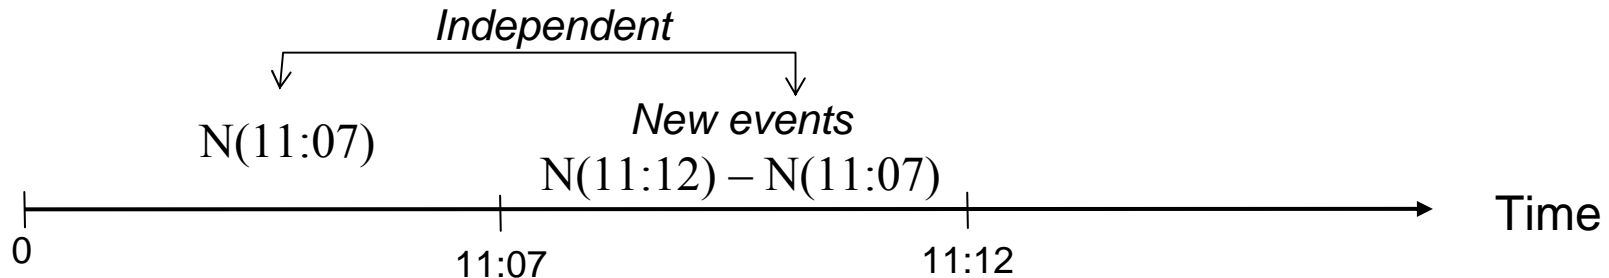 Independent
N(11:07)
New events
N(11:12) – N(11:07)
Time
0
11:07
11:12